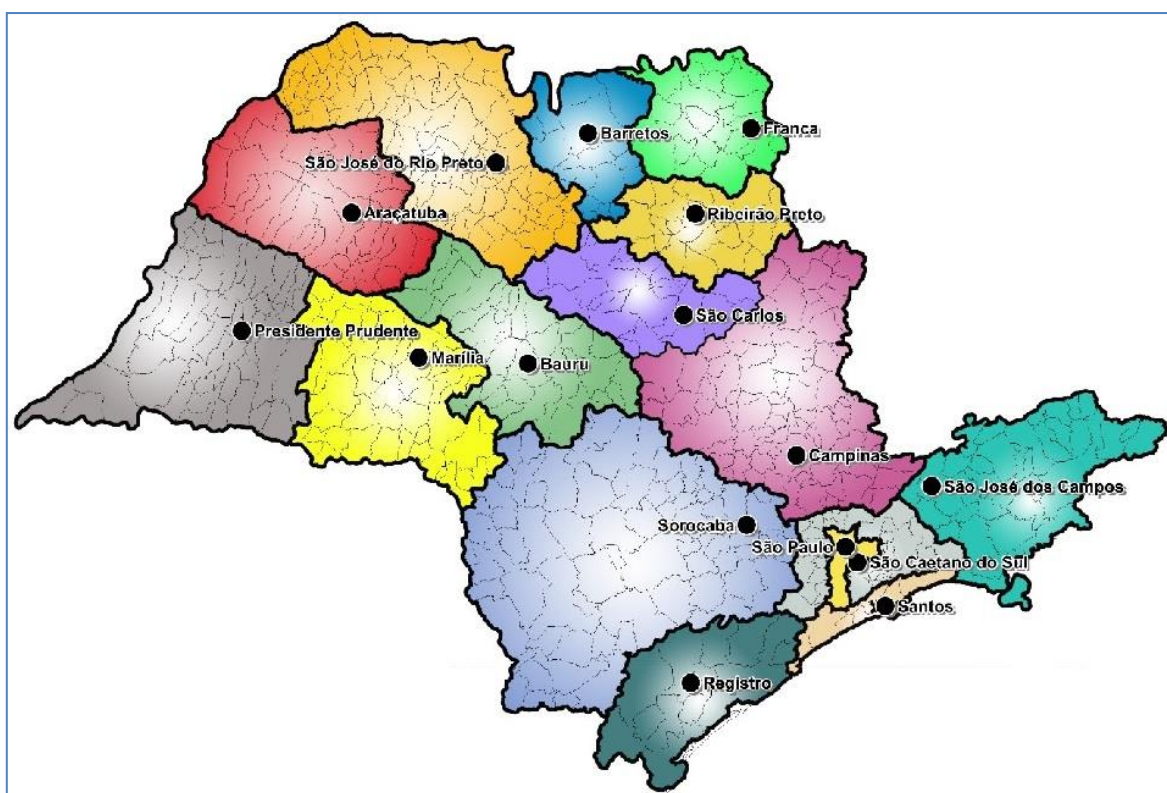 Barretos
Franca
São José do Rio Preto
Araçatuba
Ribeirão Preto
São Carlos
Presidente Prudente
Marília
Bauru
Campinas
São José dos Campos
Sorocaba
São Paulo
São Caetano do Sul
Santos
Registro